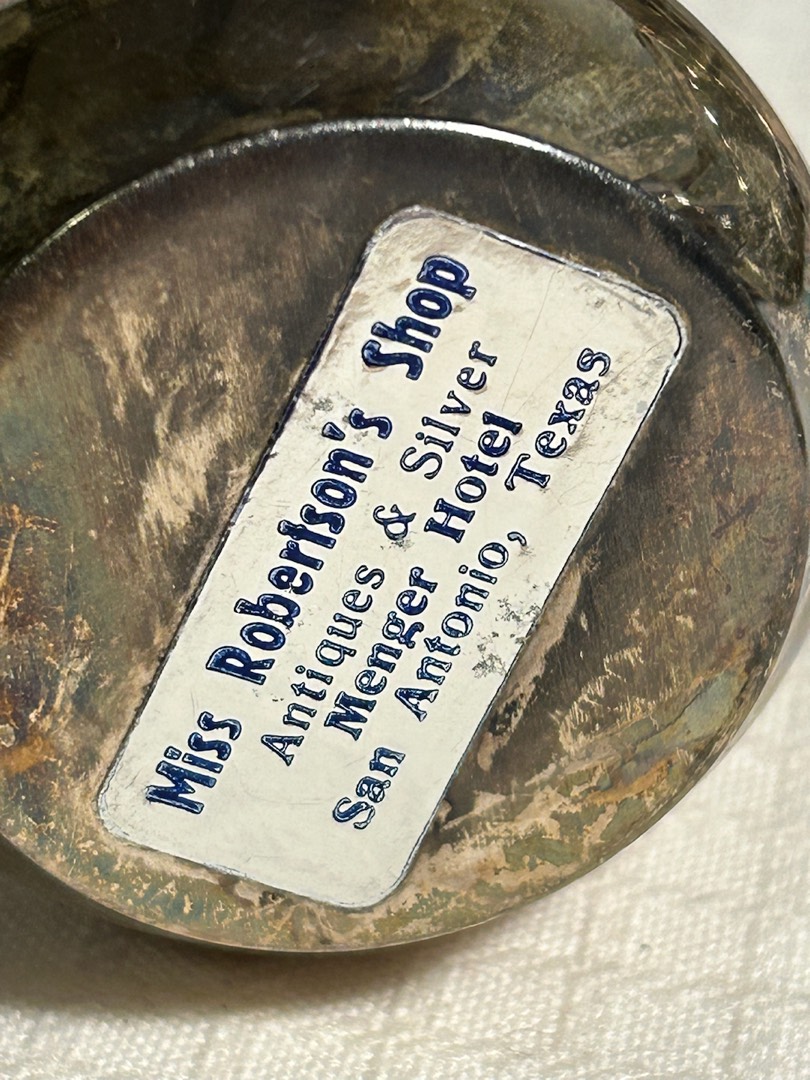 Miss Robertson's Shop
Antiques & Silver
Menger Hotel
San Antonio, Texas